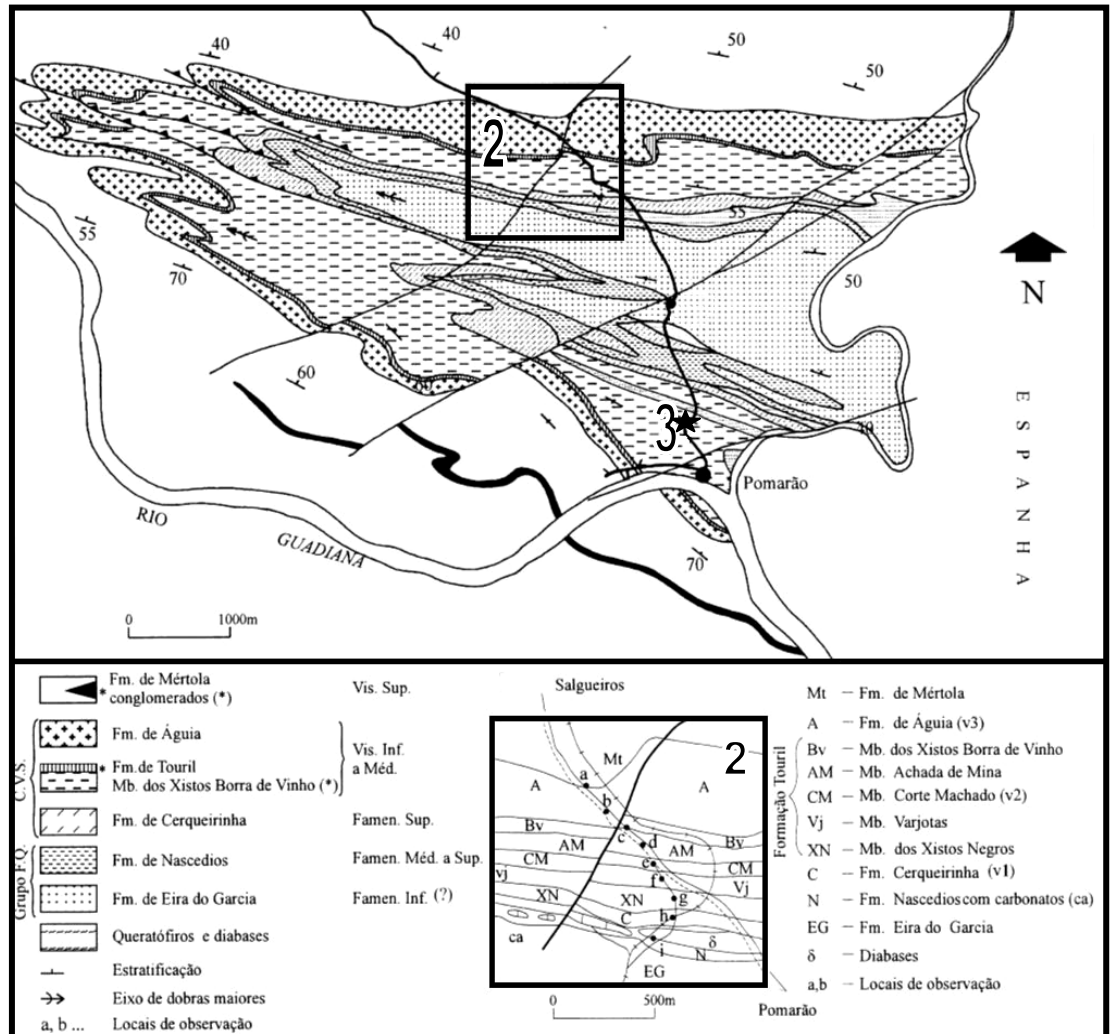 40
40
50
50
2
55
55
70
50
N
60
ESPANHA
3
Pomarão
RIO
GUADIANA
70
0 1000m
Fm. de Mértola
conglomerados (*)
Vis. Sup.
C.V.S.
Fm. de Águia
* Fm.de Touril
Mb. dos Xistos Borra de Vinho (*)
Vis. Inf.
a Méd.
Fm. de Cerqueirinha
Famen. Sup.
Grupo F.Q.
Fm. de Nascedios
Famen. Méd. a Sup.
Fm. de Eira do Garcia
Famen. Inf. (?)
Queratófiros e diabases
Estratificação
Eixo de dobras maiores
a, b ... Locais de observação
Salgueiros
2
Mt
a
A
A
b
Bv
c
d
Bv
AM
AM
CM
e
CM
vj
f
Vj
XN
XN
g
C
h
ca
δ
i
N
EG
0 500m
Pomarão
Mt – Fm. de Mértola
A – Fm. de Águia (v3)
Formação Touril
Bv – Mb. dos Xistos Borra de Vinho
AM – Mb. Achada de Mina
CM – Mb. Corte Machado (v2)
Vj – Mb. Varjotas
XN – Mb. dos Xistos Negros
C – Fm. Cerqueirinha (v1)
N – Fm. Nascedios com carbonatos (ca)
EG – Fm. Eira do Garcia
δ – Diabases
a,b – Locais de observação